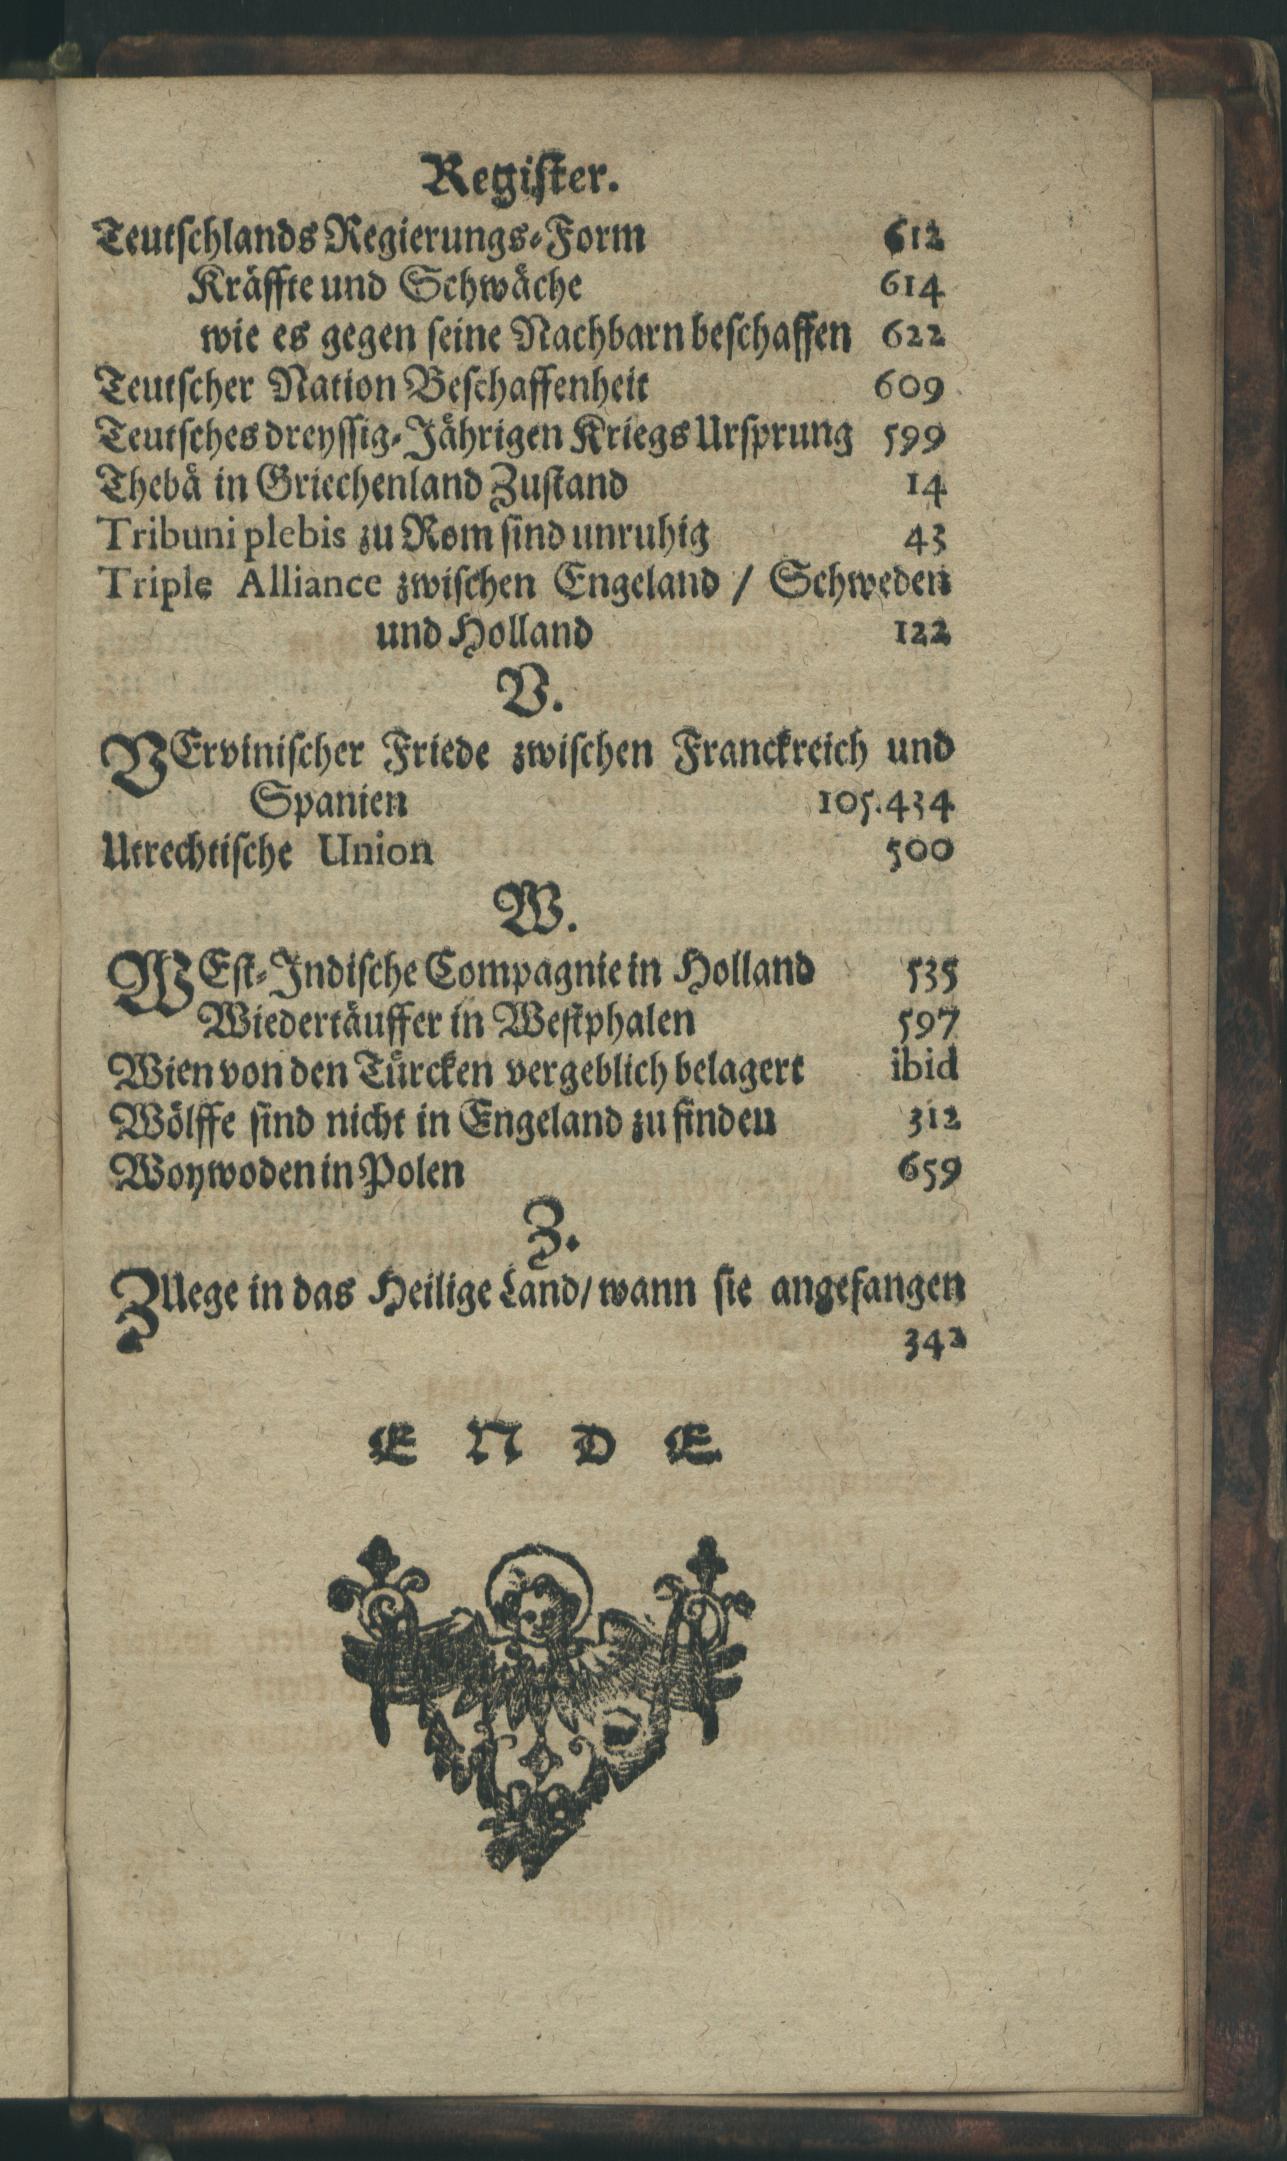 Register.
Teutschlands Regierungs-Form 612
Kräffte und Schwäche 614
wie es gegen seine Nachbarn beschaffen 622
Teutscher Nation Beschaffenheit 609
Teutsches dreyssig-Jährigen Kriegs Ursprung 599
Thebä in Griechenland Zustand 14
Tribuni plebis zu Rom sind unruhig 43
Triple Alliance zwischen Engeland / Schweden
und Holland 122
V.
VErvinischer Friede zwischen Franckreich und
Spanien 105.434
Utrechtische Union 500
W.
WEst-Indische Compagnie in Holland 535
Wiedertäuffer in Westphalen 597
Wien von den Türcken vergeblich belagert ibid
Wölffe sind nicht in Engeland zu finden 312
Woywoden in Polen 659
Z.
ZUege in das Heilige Land/ wann sie angefangen
342
ENDE